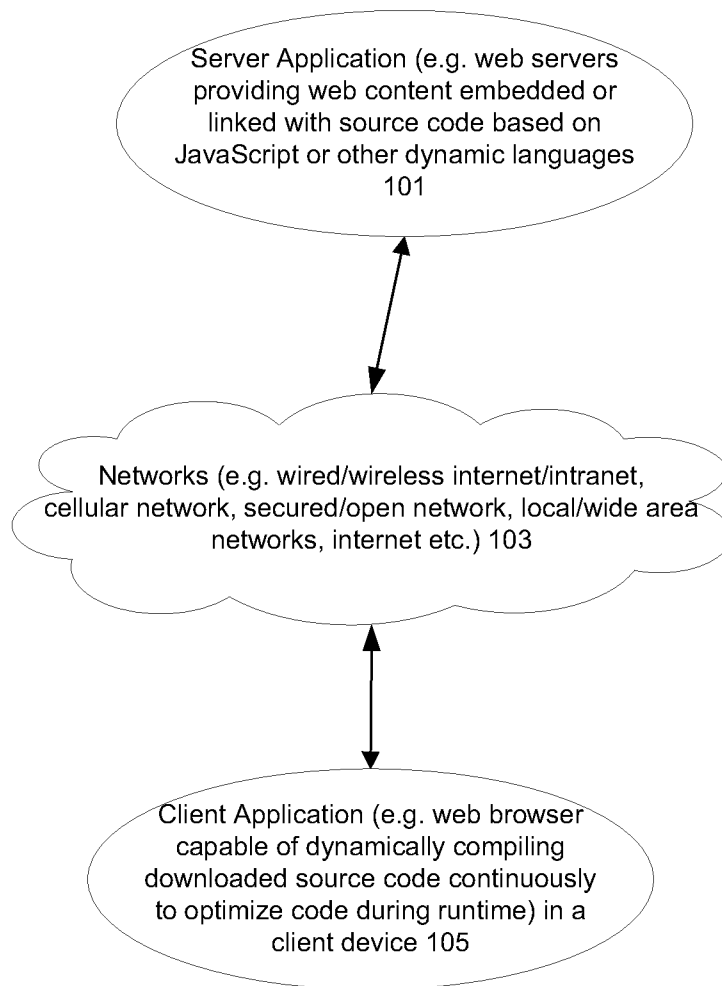 Server Application (e.g. web servers
providing web content embedded or
linked with source code based on
JavaScript or other dynamic languages
101
Networks (e.g. wired/wireless internet/intranet,
cellular network, secured/open network, local/wide area
networks, internet etc.) 103
Client Application (e.g. web browser
capable of dynamically compiling
downloaded source code continuously
to optimize code during runtime) in a
client device 105